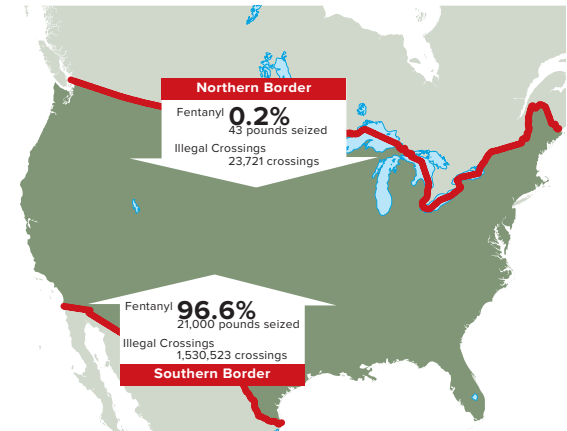 Northern Border
Fentanyl 0.2%
43 pounds seized
Illegal Crossings
23,721 crossings
Fentanyl 96.6%
21,000 pounds seized
Illegal Crossings
1,530,523 crossings
Southern Border